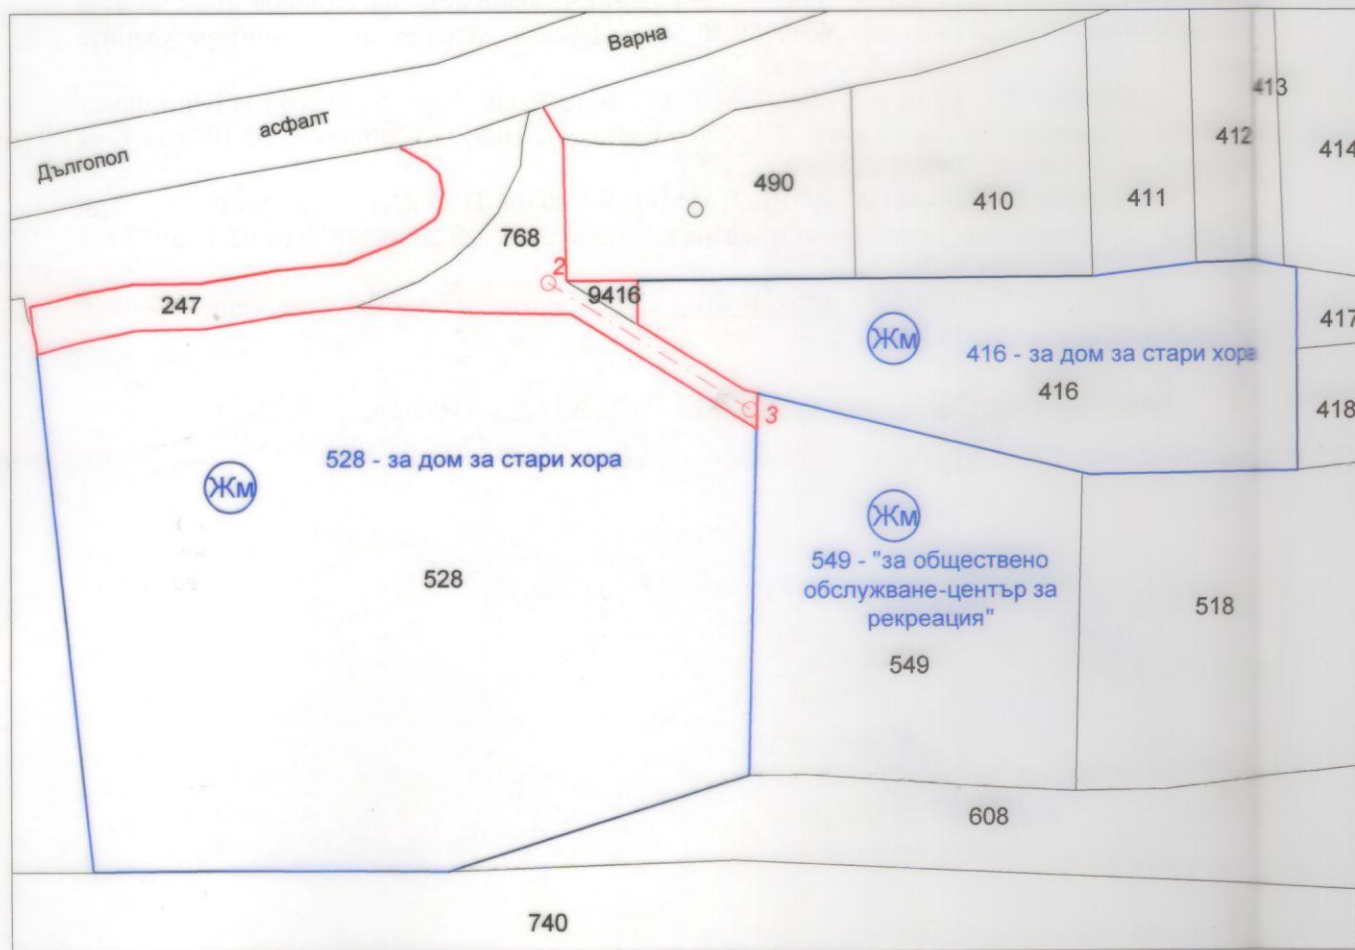 Варна
асфалт
Дългопол
413
412
414
490
410
411
768
2
247
9416
417
Жм
416 - за дом за стари хора
416
418
3
528 - за дом за стари хора
Жм
Жм
549 - "за обществено
обслужване-център за
рекреация"
528
518
549
608
740